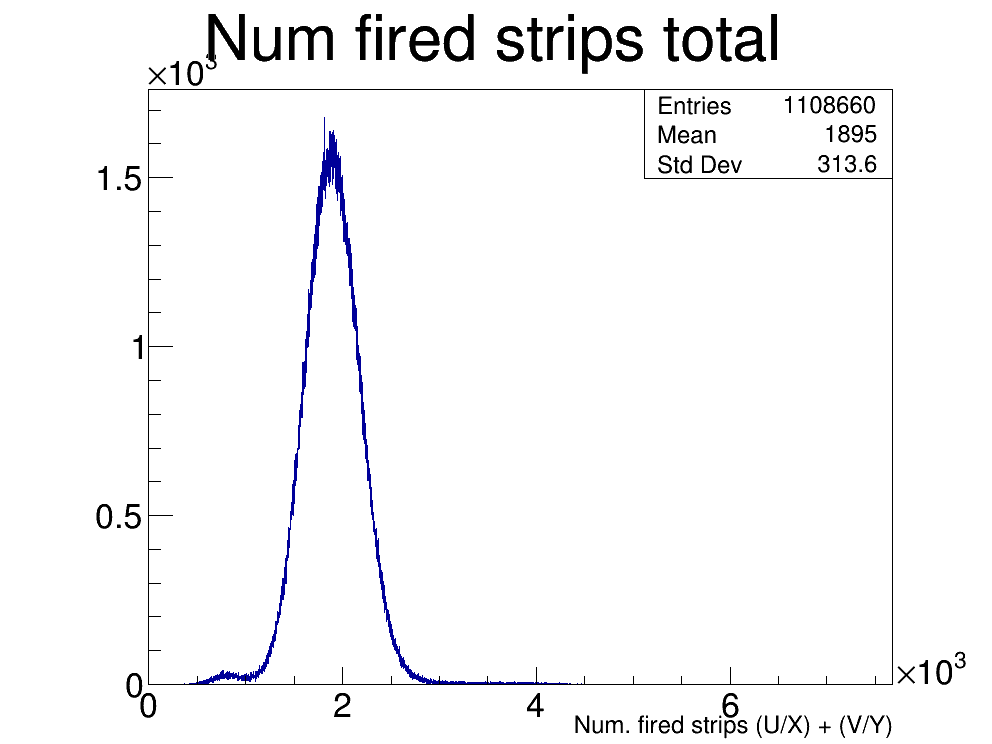 Num fired strips total
×10³
Entries 1108660
Mean 1895
Std Dev 313.6
1.5
1
0.5
0
0 2 4 6
×10³
Num. fired strips (U/X) + (V/Y)